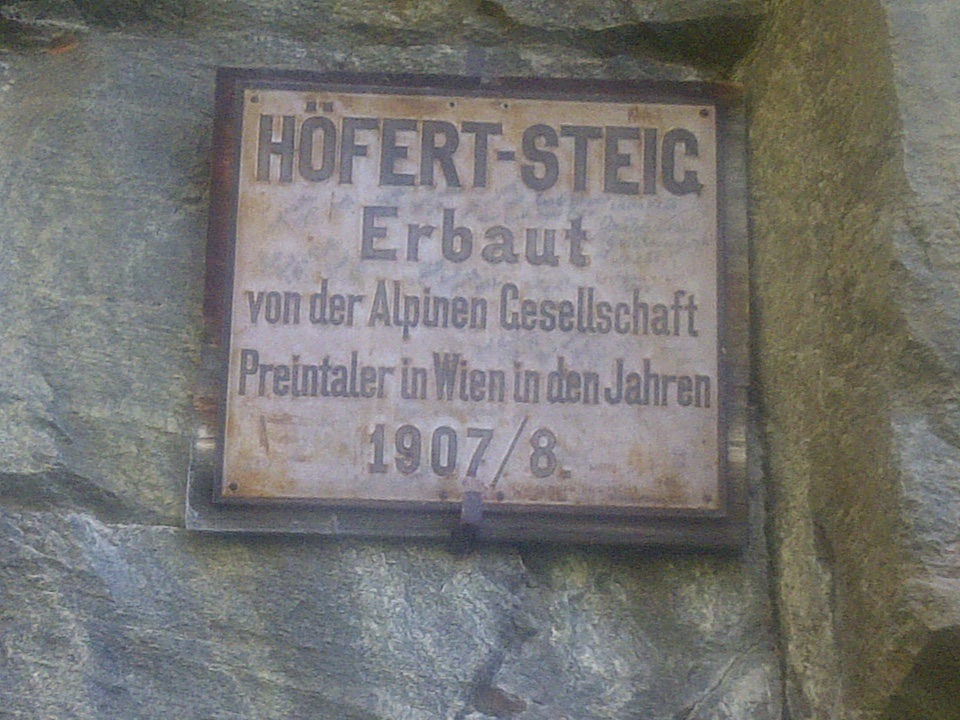 HÖFERT-STEIG
Erbaut
von der Alpinen Gesellschaft
Preintaler in Wien in den Jahren
1907/8.